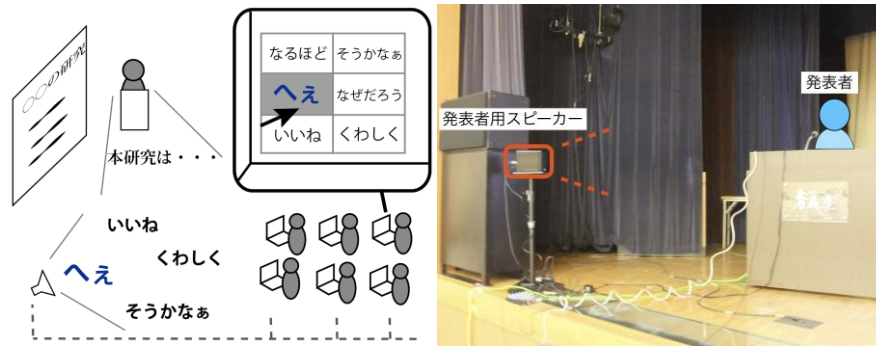 ○○の研究
本研究は・・・
なるほど
そうかなぁ
へぇ
なぜだろう
いいね
くわしく
いいね
くわしく
へぇ
そうかなぁ
発表者用スピーカー
発表者